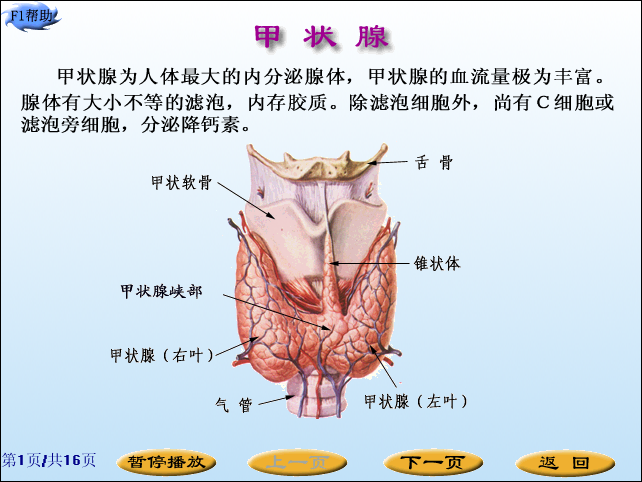 F1帮助
甲 状 腺
甲状腺为人体最大的内分泌腺体，甲状腺的血流量极为丰富。
腺体有大小不等的滤泡，内存胶质。除滤泡细胞外，尚有C细胞或
滤泡旁细胞，分泌降钙素。
舌 骨
甲状软骨
锥状体
甲状腺峡部
甲状腺（右叶）
气 管
甲状腺（左叶）
第1页/共16页
暂停播放
上一页
下一页
返 回